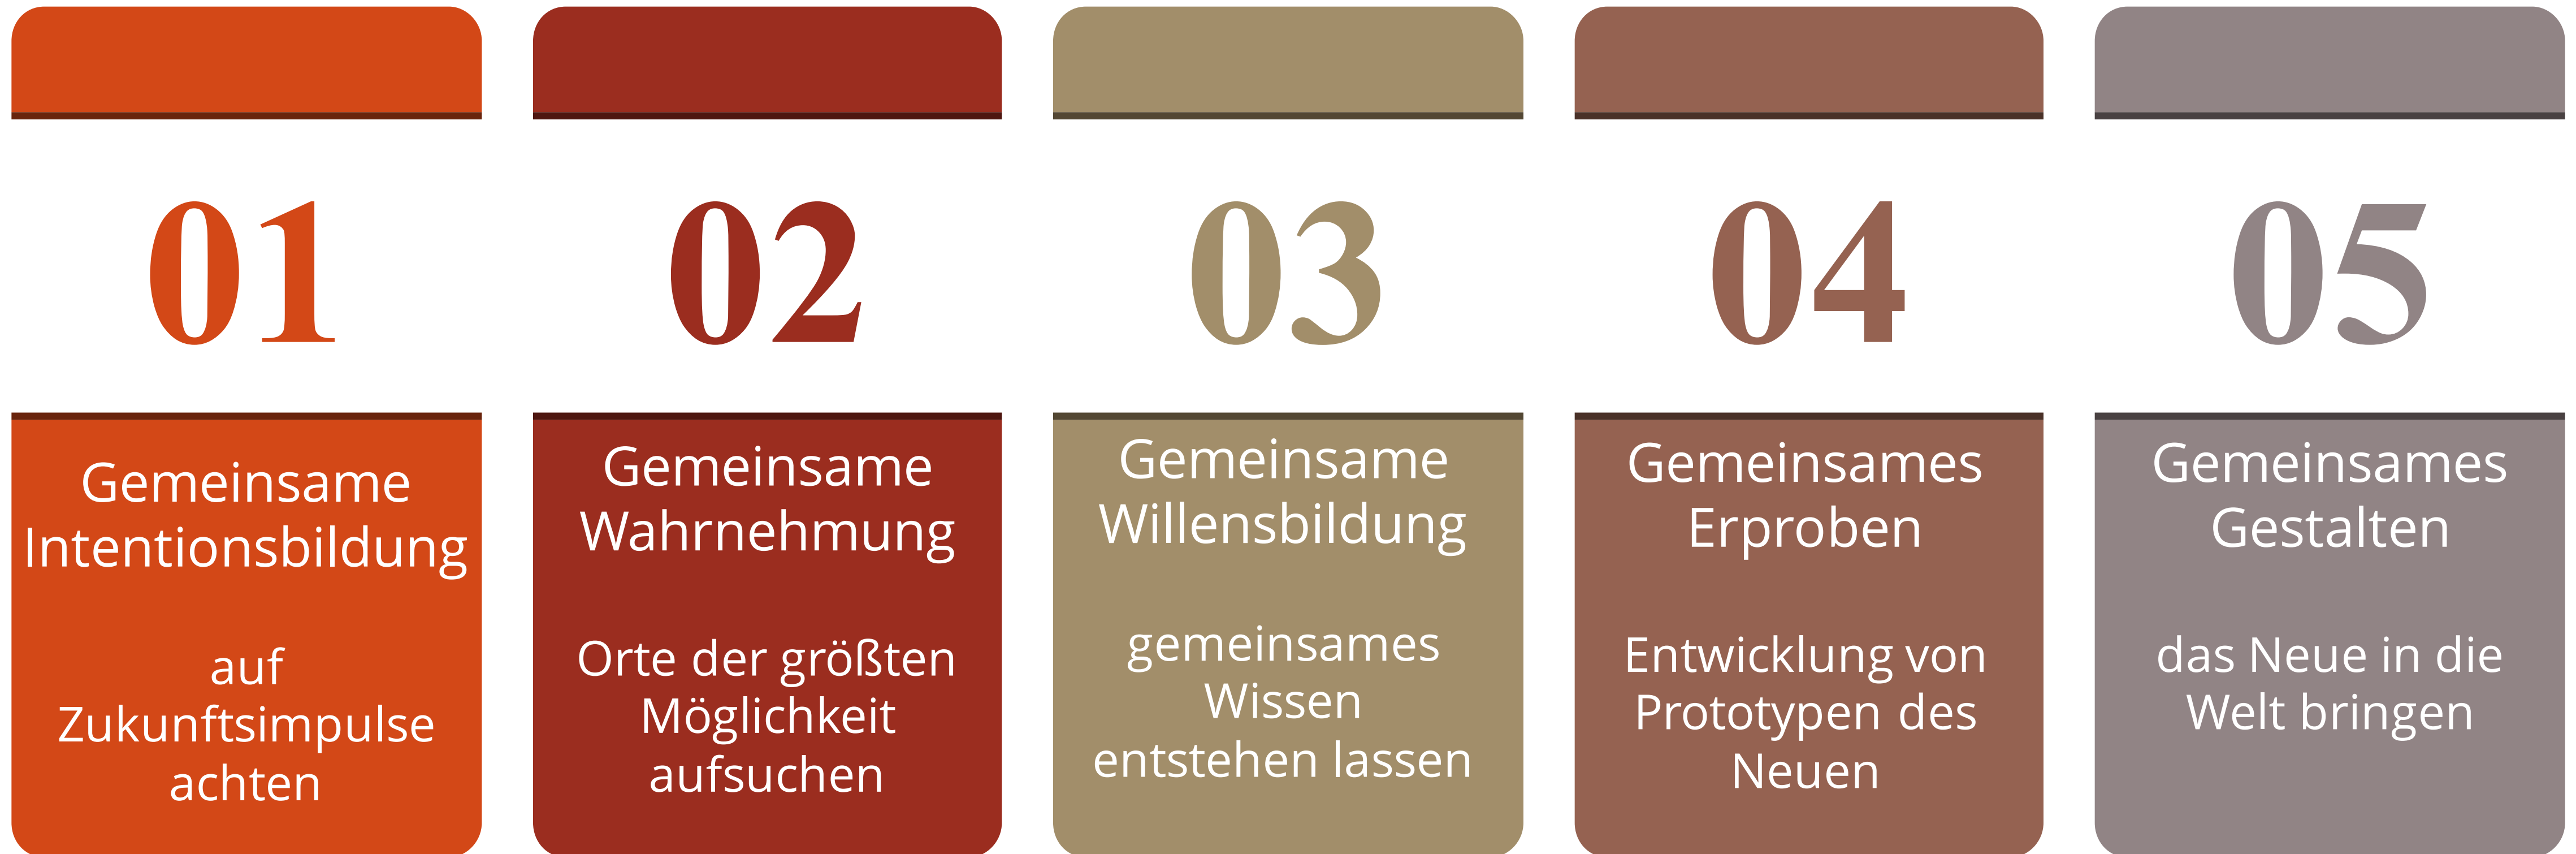 01
Gemeinsame
Intentionsbildung
auf
Zukunftsimpulse
achten
02
Gemeinsame
Wahrnehmung
Orte der größten
Möglichkeit
aufsuchen
03
Gemeinsame
Willensbildung
gemeinsames
Wissen
entstehen lassen
04
Gemeinsames
Erproben
Entwicklung von
Prototypen des
Neuen
05
Gemeinsames
Gestalten
das Neue in die
Welt bringen